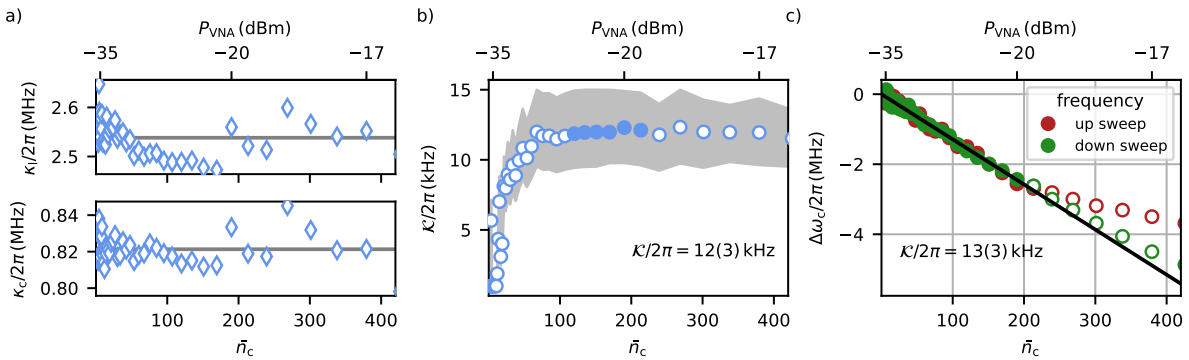 a)
P_VNA (dBm)
−35 −20 −17
κ_i/2π (MHz)
2.6
2.5
κ_c/2π (MHz)
0.84
0.82
0.80
0 100 200 300 400
n̄_c
b)
P_VNA (dBm)
−35 −20 −17
𝒦/2π (kHz)
15
10
5
𝒦/2π = 12(3) kHz
0 100 200 300 400
n̄_c
c)
P_VNA (dBm)
−35 −20 −17
Δω_c/2π (MHz)
0
−2
−4
frequency
up sweep
down sweep
𝒦/2π = 13(3) kHz
0 100 200 300 400
n̄_c